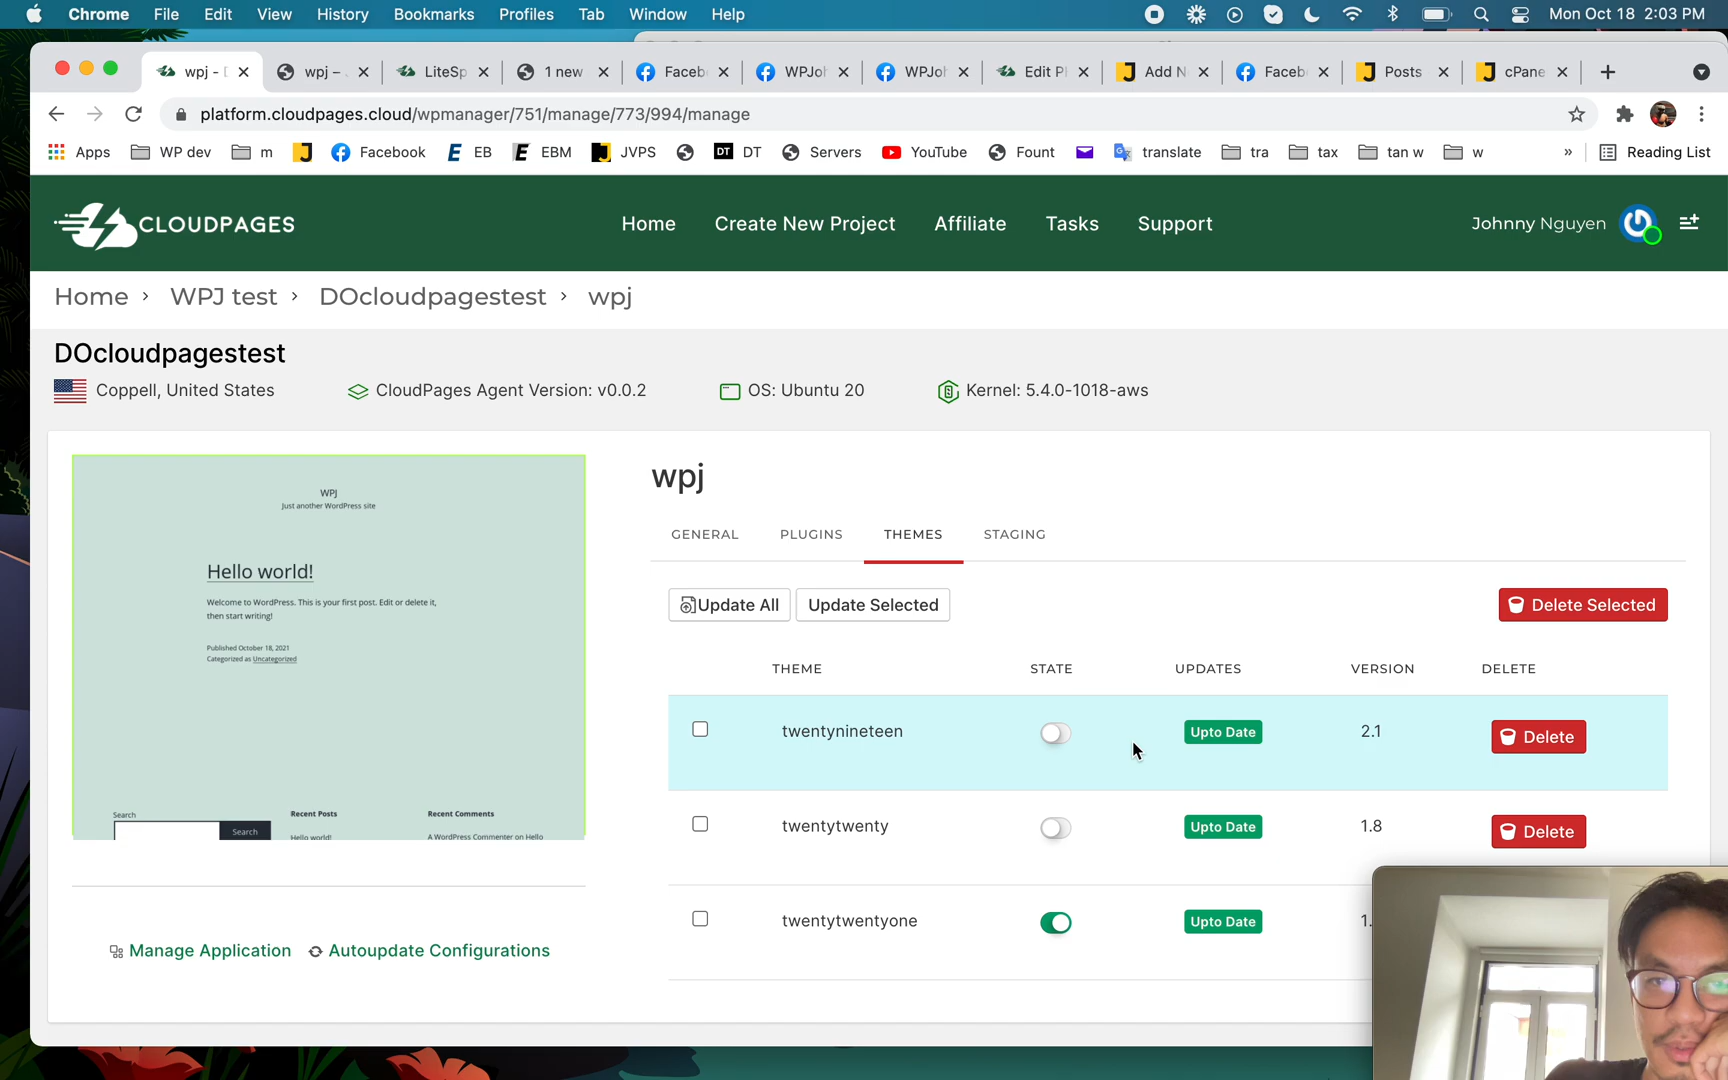 Chrome File Edit View History Bookmarks Profiles Tab Window Help Mon Oct 18 2:03 PM
wpj - wpj – LiteSp 1 new Faceb WPJoh WPJoh Edit P Add N Faceb Posts cPane
platform.cloudpages.cloud/wpmanager/751/manage/773/994/manage
Apps WP dev m Facebook EB EBM JVPS DT DT Servers YouTube Fount translate tra tax tan w w » Reading List
CLOUDPAGES Home Create New Project Affiliate Tasks Support Johnny Nguyen
Home › WPJ test › DOcloudpagestest › wpj
DOcloudpagestest
Coppell, United States CloudPages Agent Version: v0.0.2 OS: Ubuntu 20 Kernel: 5.4.0-1018-aws
WPJ
Just another WordPress site
Hello world!
Welcome to WordPress. This is your first post. Edit or delete it,
then start writing!
Published October 18, 2021
Categorized as Uncategorized
Search
Search
Recent Posts
Hello world!
Recent Comments
A WordPress Commenter on Hello
Manage Application Autoupdate Configurations
wpj
GENERAL PLUGINS THEMES STAGING
Update All Update Selected Delete Selected
THEME STATE UPDATES VERSION DELETE
twentynineteen Upto Date 2.1 Delete
twentytwenty Upto Date 1.8 Delete
twentytwentyone Upto Date 1.